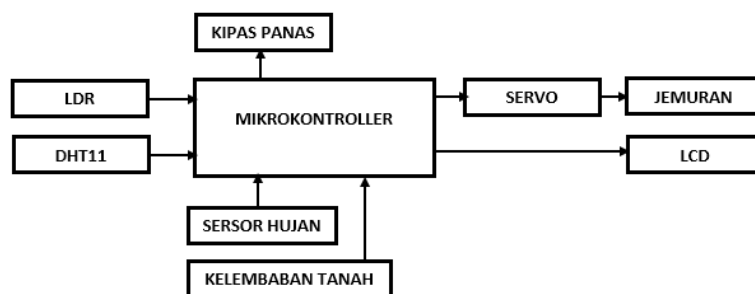 KIPAS PANAS
LDR
MIKROKONTROLLER
SERVO
JEMURAN
DHT11
LCD
SERSOR HUJAN
KELEMBABAN TANAH